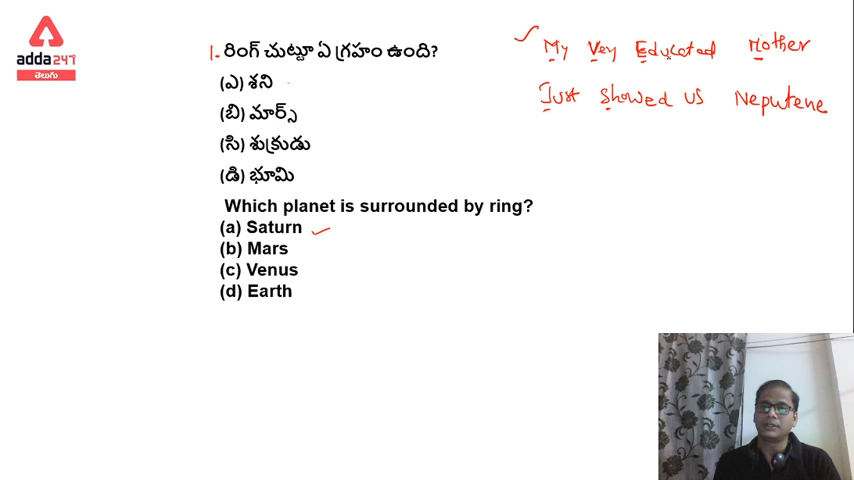 adda247
తెలుగు
1. రింగ్ చుట్టూ ఏ గ్రహం ఉంది?
(ఎ) శని
(బి) మార్స్
(సి) శుక్రుడు
(డి) భూమి
Which planet is surrounded by ring?
(a) Saturn
(b) Mars
(c) Venus
(d) Earth
My Vey Educated Mother
Just Showed US Neputene